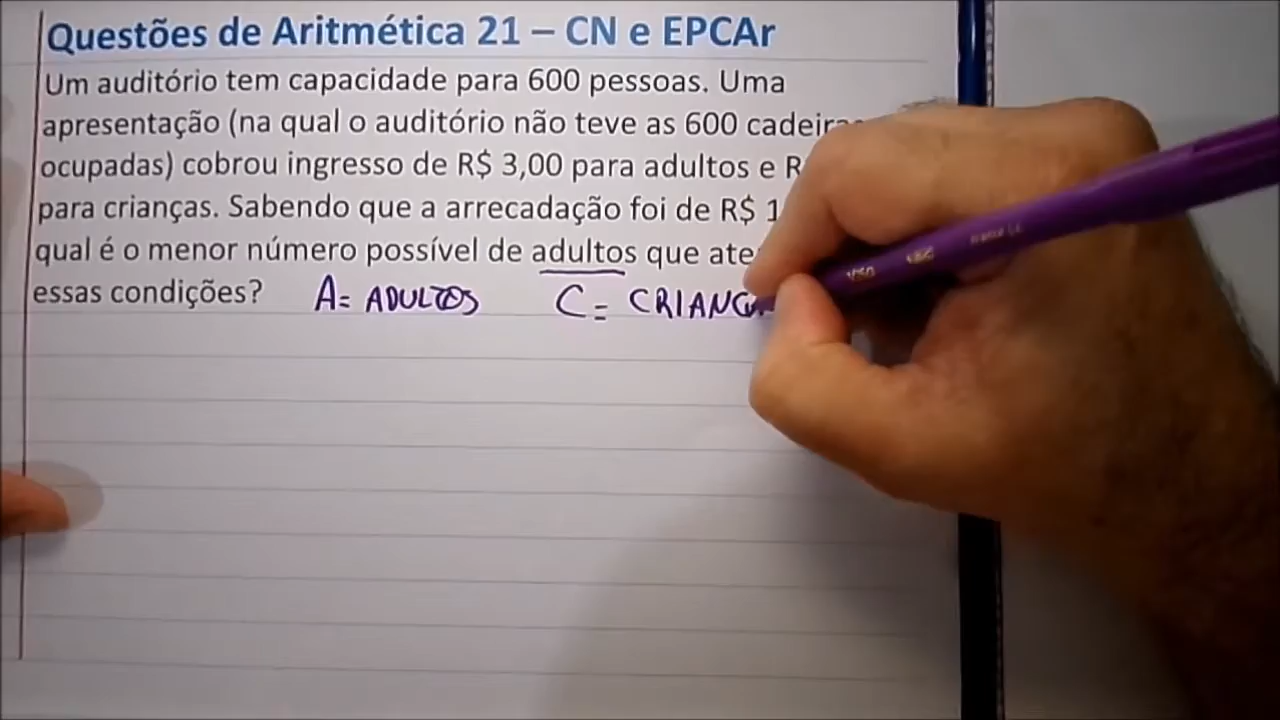 Questões de Aritmética 21 – CN e EPCAr
Um auditório tem capacidade para 600 pessoas. Uma
apresentação (na qual o auditório não teve as 600
ocupadas) cobrou ingresso de R$ 3,00 para adultos e
para crianças. Sabendo que a arrecadação foi de R$
qual é o menor número possível de adultos que
essas condições? A= ADULTOS C=